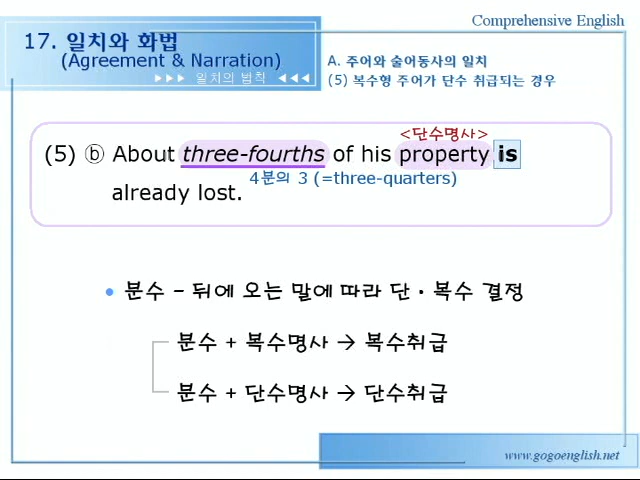 Comprehensive English
17. 일치와 화법
(Agreement & Narration)
▶▶▶ 일치의 법칙 ◀◀◀
A. 주어와 술어동사의 일치
(5) 복수형 주어가 단수 취급되는 경우
<단수명사>
(5) ⓑ About three-fourths of his property is
4분의 3 (=three-quarters)
already lost.
• 분수 – 뒤에 오는 말에 따라 단・복수 결정
분수 + 복수명사 → 복수취급
분수 + 단수명사 → 단수취급
www.gogoenglish.net